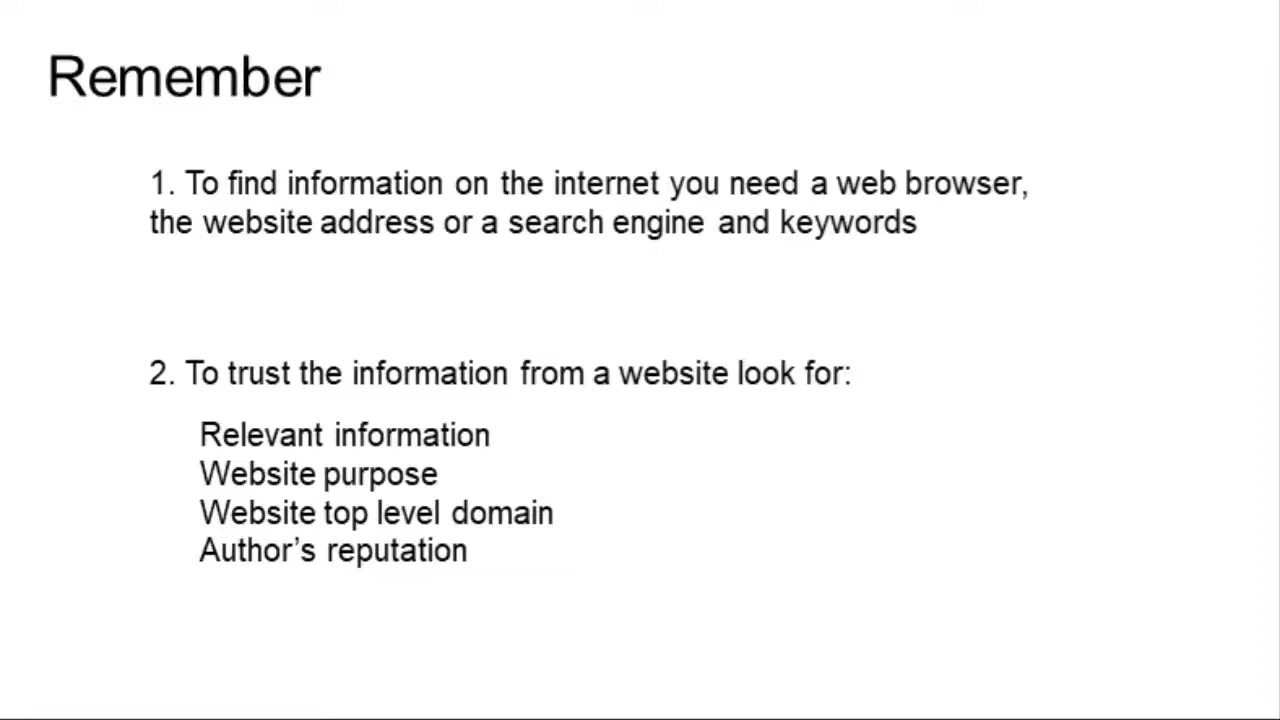 Remember
1. To find information on the internet you need a web browser,
the website address or a search engine and keywords
2. To trust the information from a website look for:
Relevant information
Website purpose
Website top level domain
Author’s reputation